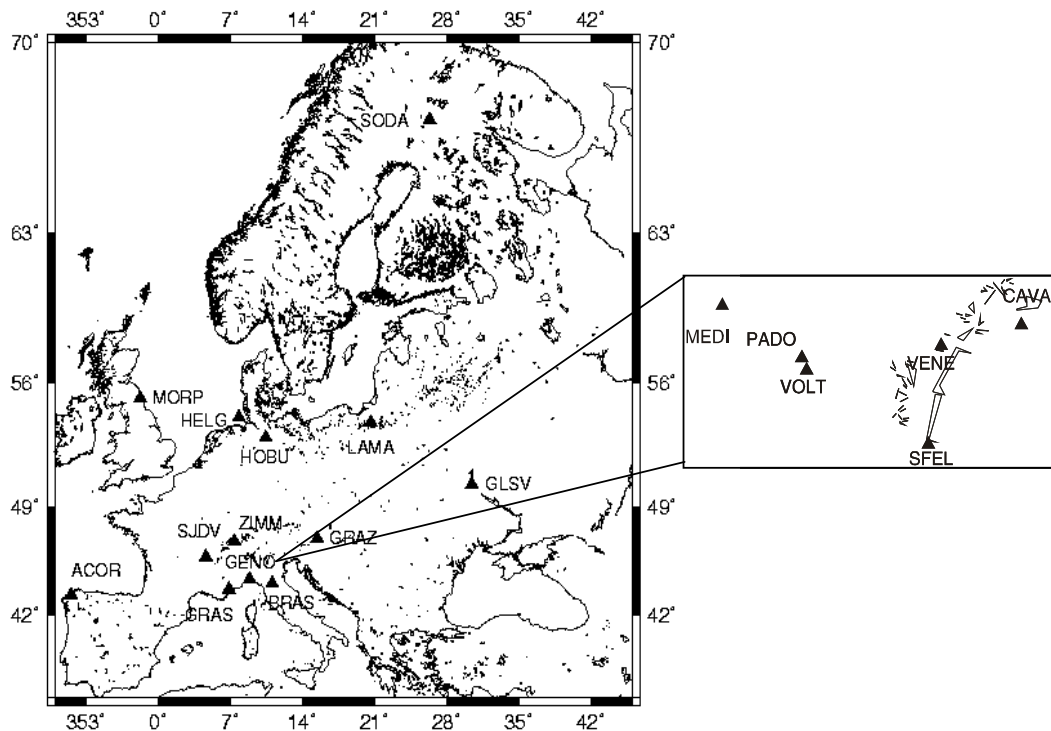 353° 0° 7° 14° 21° 28° 35° 42°
70° 70°
SODA
63° 63°
CAVA
MEDI PADO VENE
56° 56°
VOLT
MORP
HELG
HOBU LAMA
SFEL
GLSV
49° 49°
SJDV ZIMM GRAZ
GENO
ACOR
GRAS BRAS
42° 42°
353° 0° 7° 14° 21° 28° 35° 42°